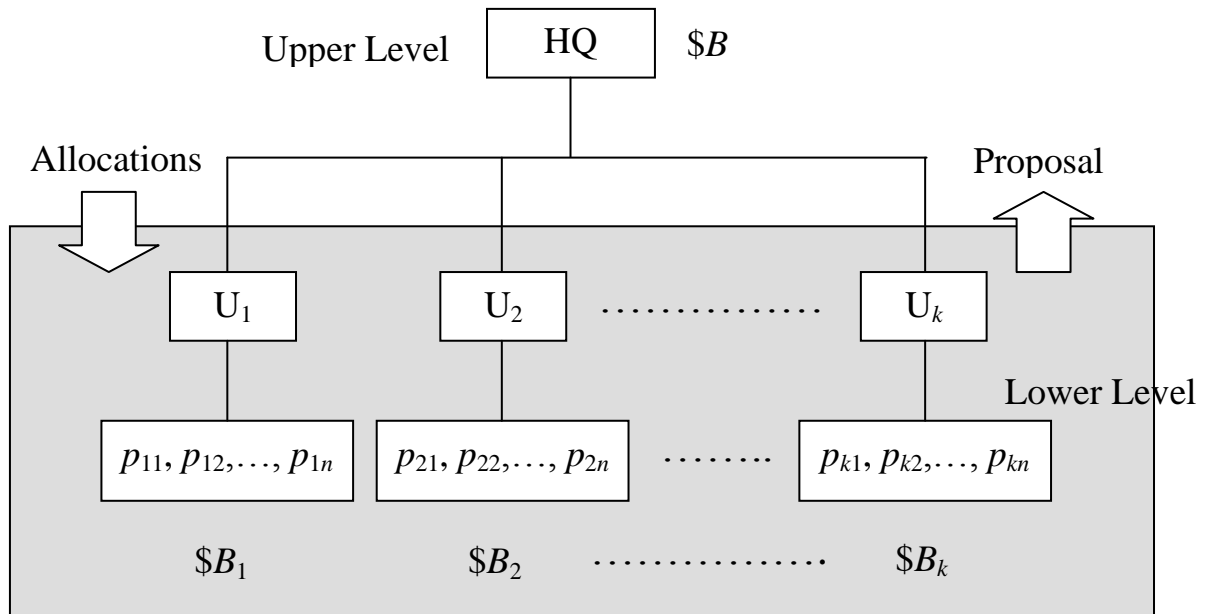 Upper Level HQ $B
Allocations Proposal
U1 U2 …………… Uk
Lower Level
p11, p12,…, p1n p21, p22,…, p2n …….. pk1, pk2,…, pkn
$B1 $B2 …………… $Bk